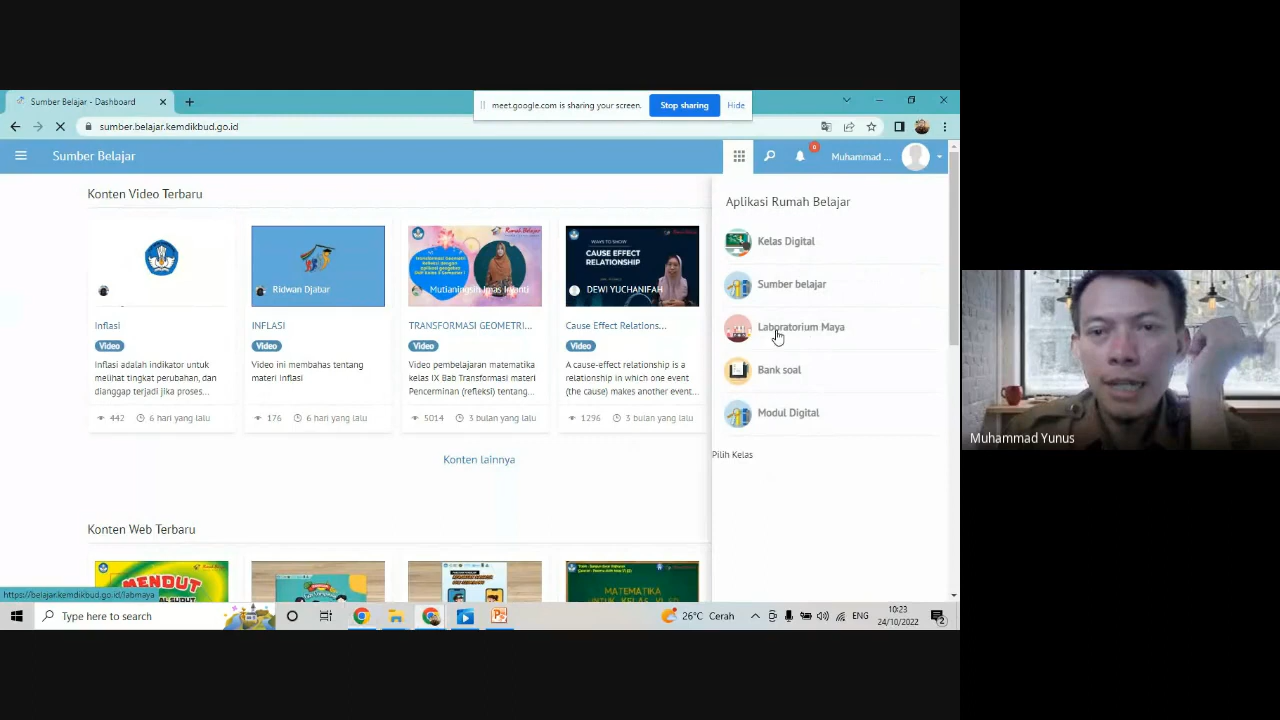 Sumber Belajar - Dashboard
meet.google.com is sharing your screen.
Stop sharing
Hide
sumber.belajar.kemdikbud.go.id
Sumber Belajar
0
Muhammad ...
Konten Video Terbaru
Ridwan Djabar
Rumah Belajar
Mutianingsih Imas Irianti
WAYS TO SHOW
CAUSE EFFECT
RELATIONSHIP
DEWI YUCHANIFAH
Inflasi
Video
Inflasi adalah indikator untuk
melihat tingkat perubahan, dan
dianggap terjadi jika proses...
442
6 hari yang lalu
INFLASI
Video
Video ini membahas tentang
materi Inflasi
176
6 hari yang lalu
TRANSFORMASI GEOMETRI...
Video
Video pembelajaran matematika
kelas IX Bab Transformasi materi
Pencerminan (refleksi) tentang...
5014
3 bulan yang lalu
Cause Effect Relations...
Video
A cause-effect relationship is a
relationship in which one event
(the cause) makes another event...
1296
3 bulan yang lalu
Konten lainnya
Aplikasi Rumah Belajar
Kelas Digital
Sumber belajar
Laboratorium Maya
Bank soal
Modul Digital
Pilih Kelas
Konten Web Terbaru
MENDUT
MATEMATIKA
https://belajar.kemdikbud.go.id/labmaya
Type here to search
26°C Cerah
ENG
10:23
24/10/2022
2
Muhammad Yunus